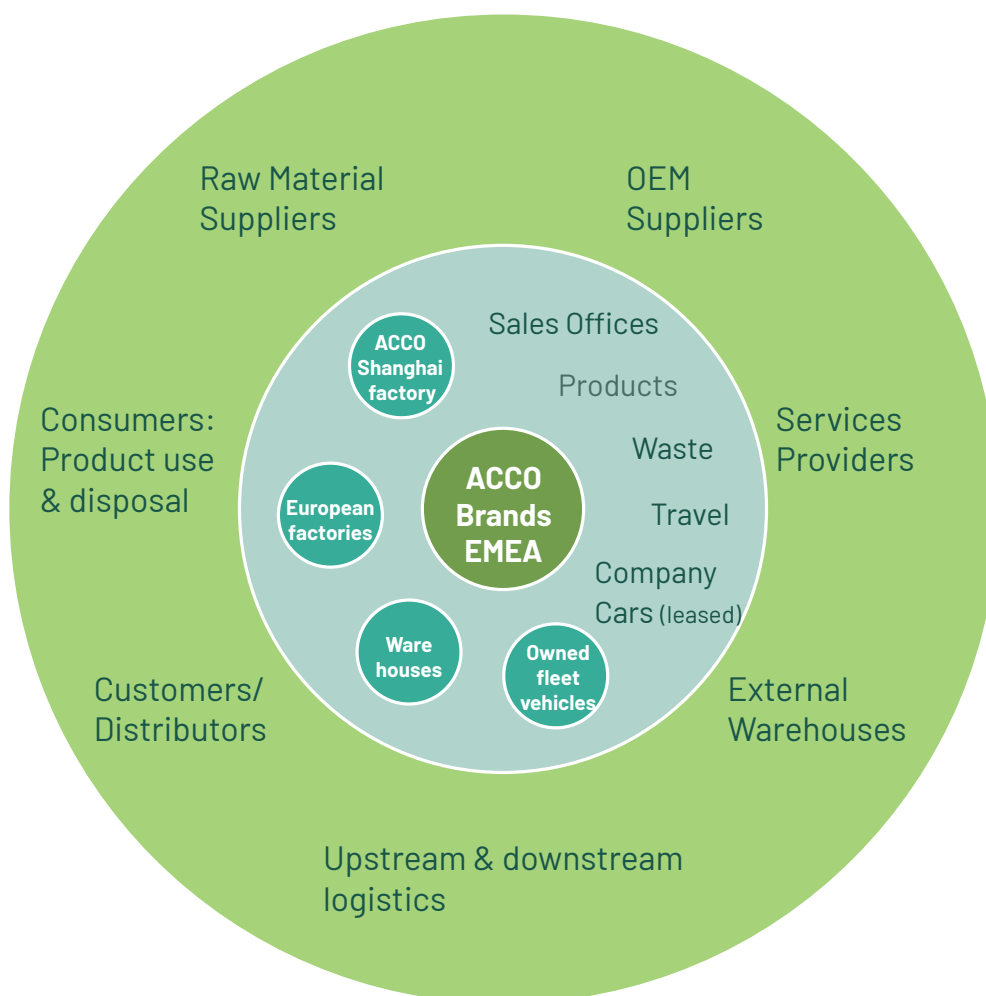 Raw Material
Suppliers
OEM
Suppliers
Sales Offices
ACCO
Shanghai
factory
Products
Consumers:
Product use
& disposal
Services
Providers
Waste
ACCO
Brands
EMEA
European
factories
Travel
Company
Cars (leased)
Ware
houses
Owned
fleet
vehicles
Customers/
Distributors
External
Warehouses
Upstream & downstream
logistics